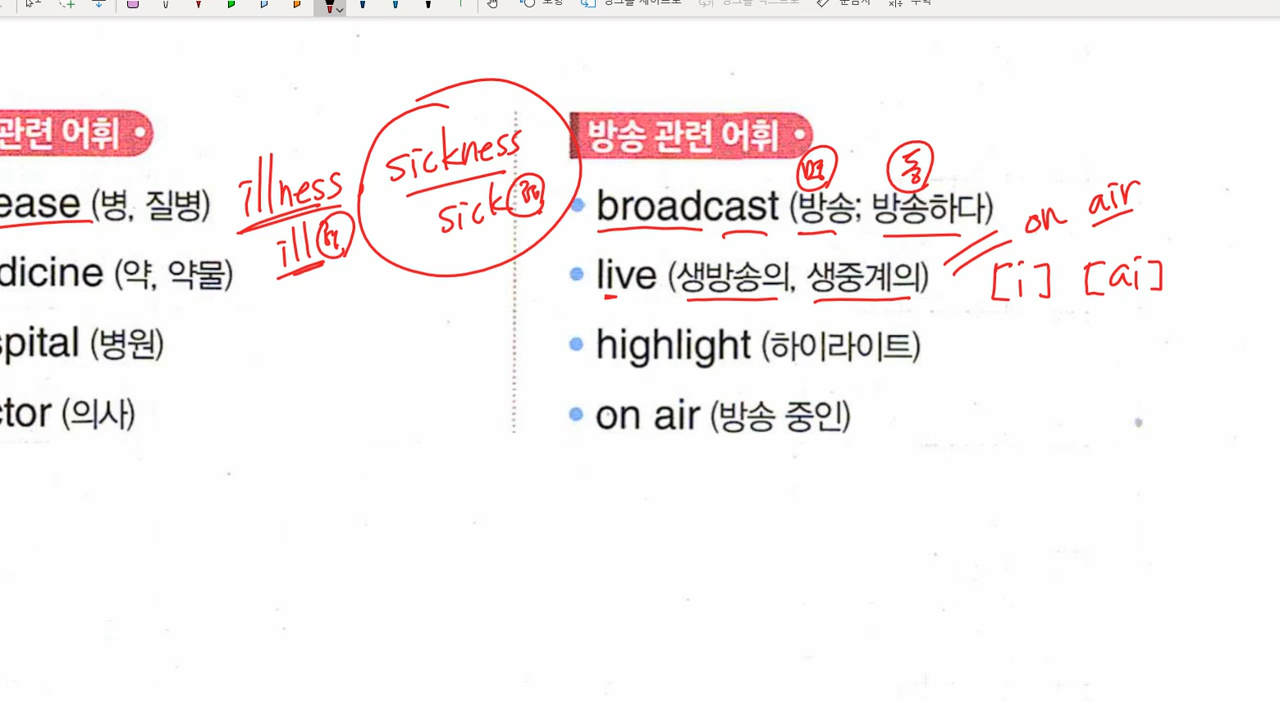 관련 어휘
ease (병, 질병)
illness
ill 형
sickness
sick 형
dicine (약, 약물)
spital (병원)
ctor (의사)
방송 관련 어휘
명 동
broadcast (방송; 방송하다)
on air
live (생방송의, 생중계의)
[i] [ai]
highlight (하이라이트)
on air (방송 중인)